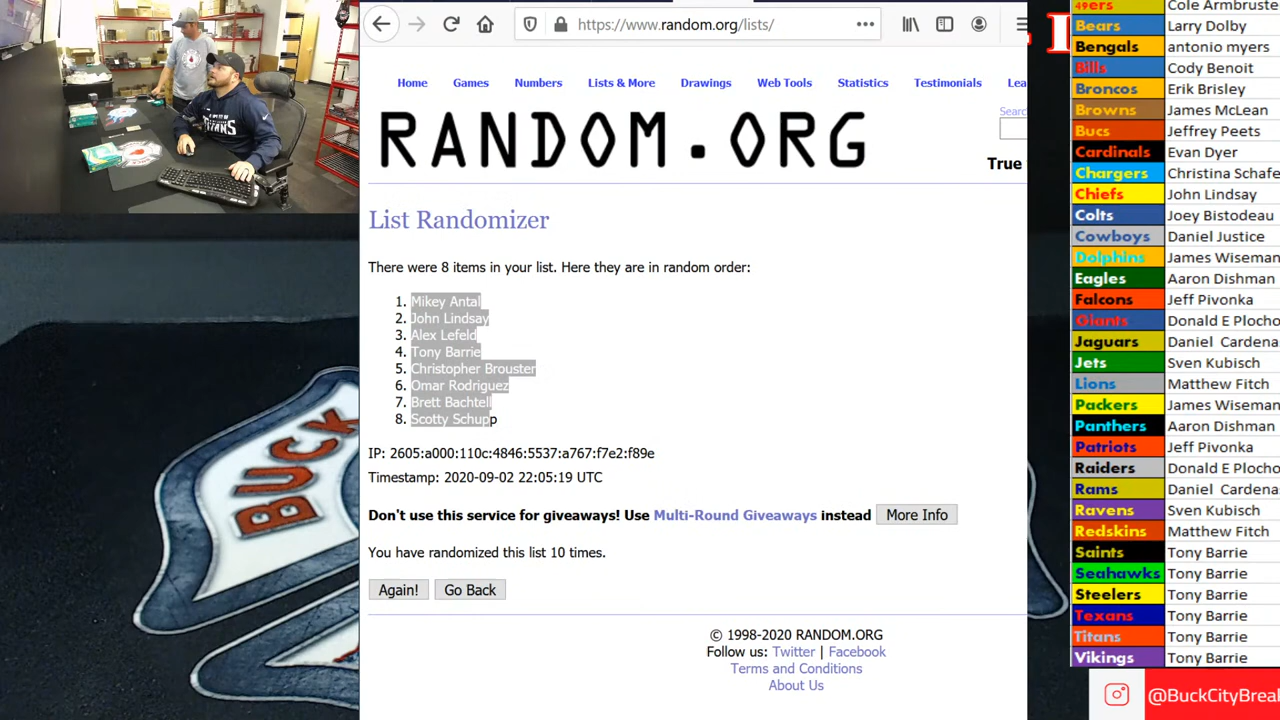 https://www.random.org/lists/
Home Games Numbers Lists & More Drawings Web Tools Statistics Testimonials
Search
RANDOM.ORG
True
List Randomizer
There were 8 items in your list. Here they are in random order:
1. Mikey Antal
2. John Lindsay
3. Alex Lefeld
4. Tony Barrie
5. Christopher Brouster
6. Omar Rodriguez
7. Brett Bachtell
8. Scotty Schupp
IP: 2605:a000:110c:4846:5537:a767:f7e2:f89e
Timestamp: 2020-09-02 22:05:19 UTC
Don't use this service for giveaways! Use Multi-Round Giveaways instead More Info
You have randomized this list 10 times.
Again! Go Back
© 1998-2020 RANDOM.ORG
Follow us: Twitter | Facebook
Terms and Conditions
About Us
49ers Cole Armbruste
Bears Larry Dolby
Bengals antonio myers
Bills Cody Benoit
Broncos Erik Brisley
Browns James McLean
Bucs Jeffrey Peets
Cardinals Evan Dyer
Chargers Christina Schafe
Chiefs John Lindsay
Colts Joey Bistodeau
Cowboys Daniel Justice
Dolphins James Wiseman
Eagles Aaron Dishman
Falcons Jeff Pivonka
Giants Donald E Plocho
Jaguars Daniel Cardena
Jets Sven Kubisch
Lions Matthew Fitch
Packers James Wiseman
Panthers Aaron Dishman
Patriots Jeff Pivonka
Raiders Donald E Plocho
Rams Daniel Cardena
Ravens Sven Kubisch
Redskins Matthew Fitch
Saints Tony Barrie
Seahawks Tony Barrie
Steelers Tony Barrie
Texans Tony Barrie
Titans Tony Barrie
Vikings Tony Barrie
@BuckCityBrea
BUCK
TITANS